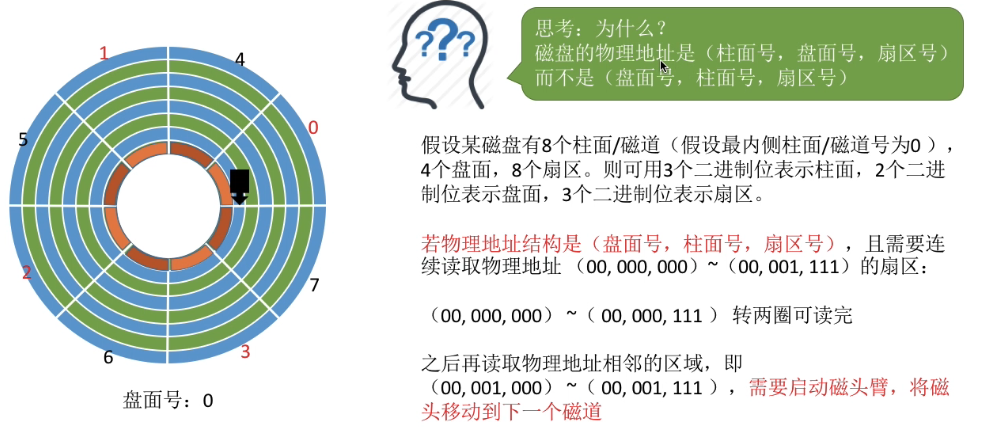 思考：为什么？
磁盘的物理地址是（柱面号，盘面号，扇区号）
而不是（盘面号，柱面号，扇区号）
???
1
4
5
0
2
7
6
3
盘面号：0
假设某磁盘有8个柱面/磁道（假设最内侧柱面/磁道号为0），
4个盘面，8个扇区。则可用3个二进制位表示柱面，2个二进
制位表示盘面，3个二进制位表示扇区。
若物理地址结构是（盘面号，柱面号，扇区号），且需要连
续读取物理地址（00, 000, 000）~（00, 001, 111）的扇区：
（00, 000, 000） ~（ 00, 000, 111 ） 转两圈可读完
之后再读取物理地址相邻的区域，即
（00, 001, 000） ~（ 00, 001, 111 ），需要启动磁头臂，将磁
头移动到下一个磁道